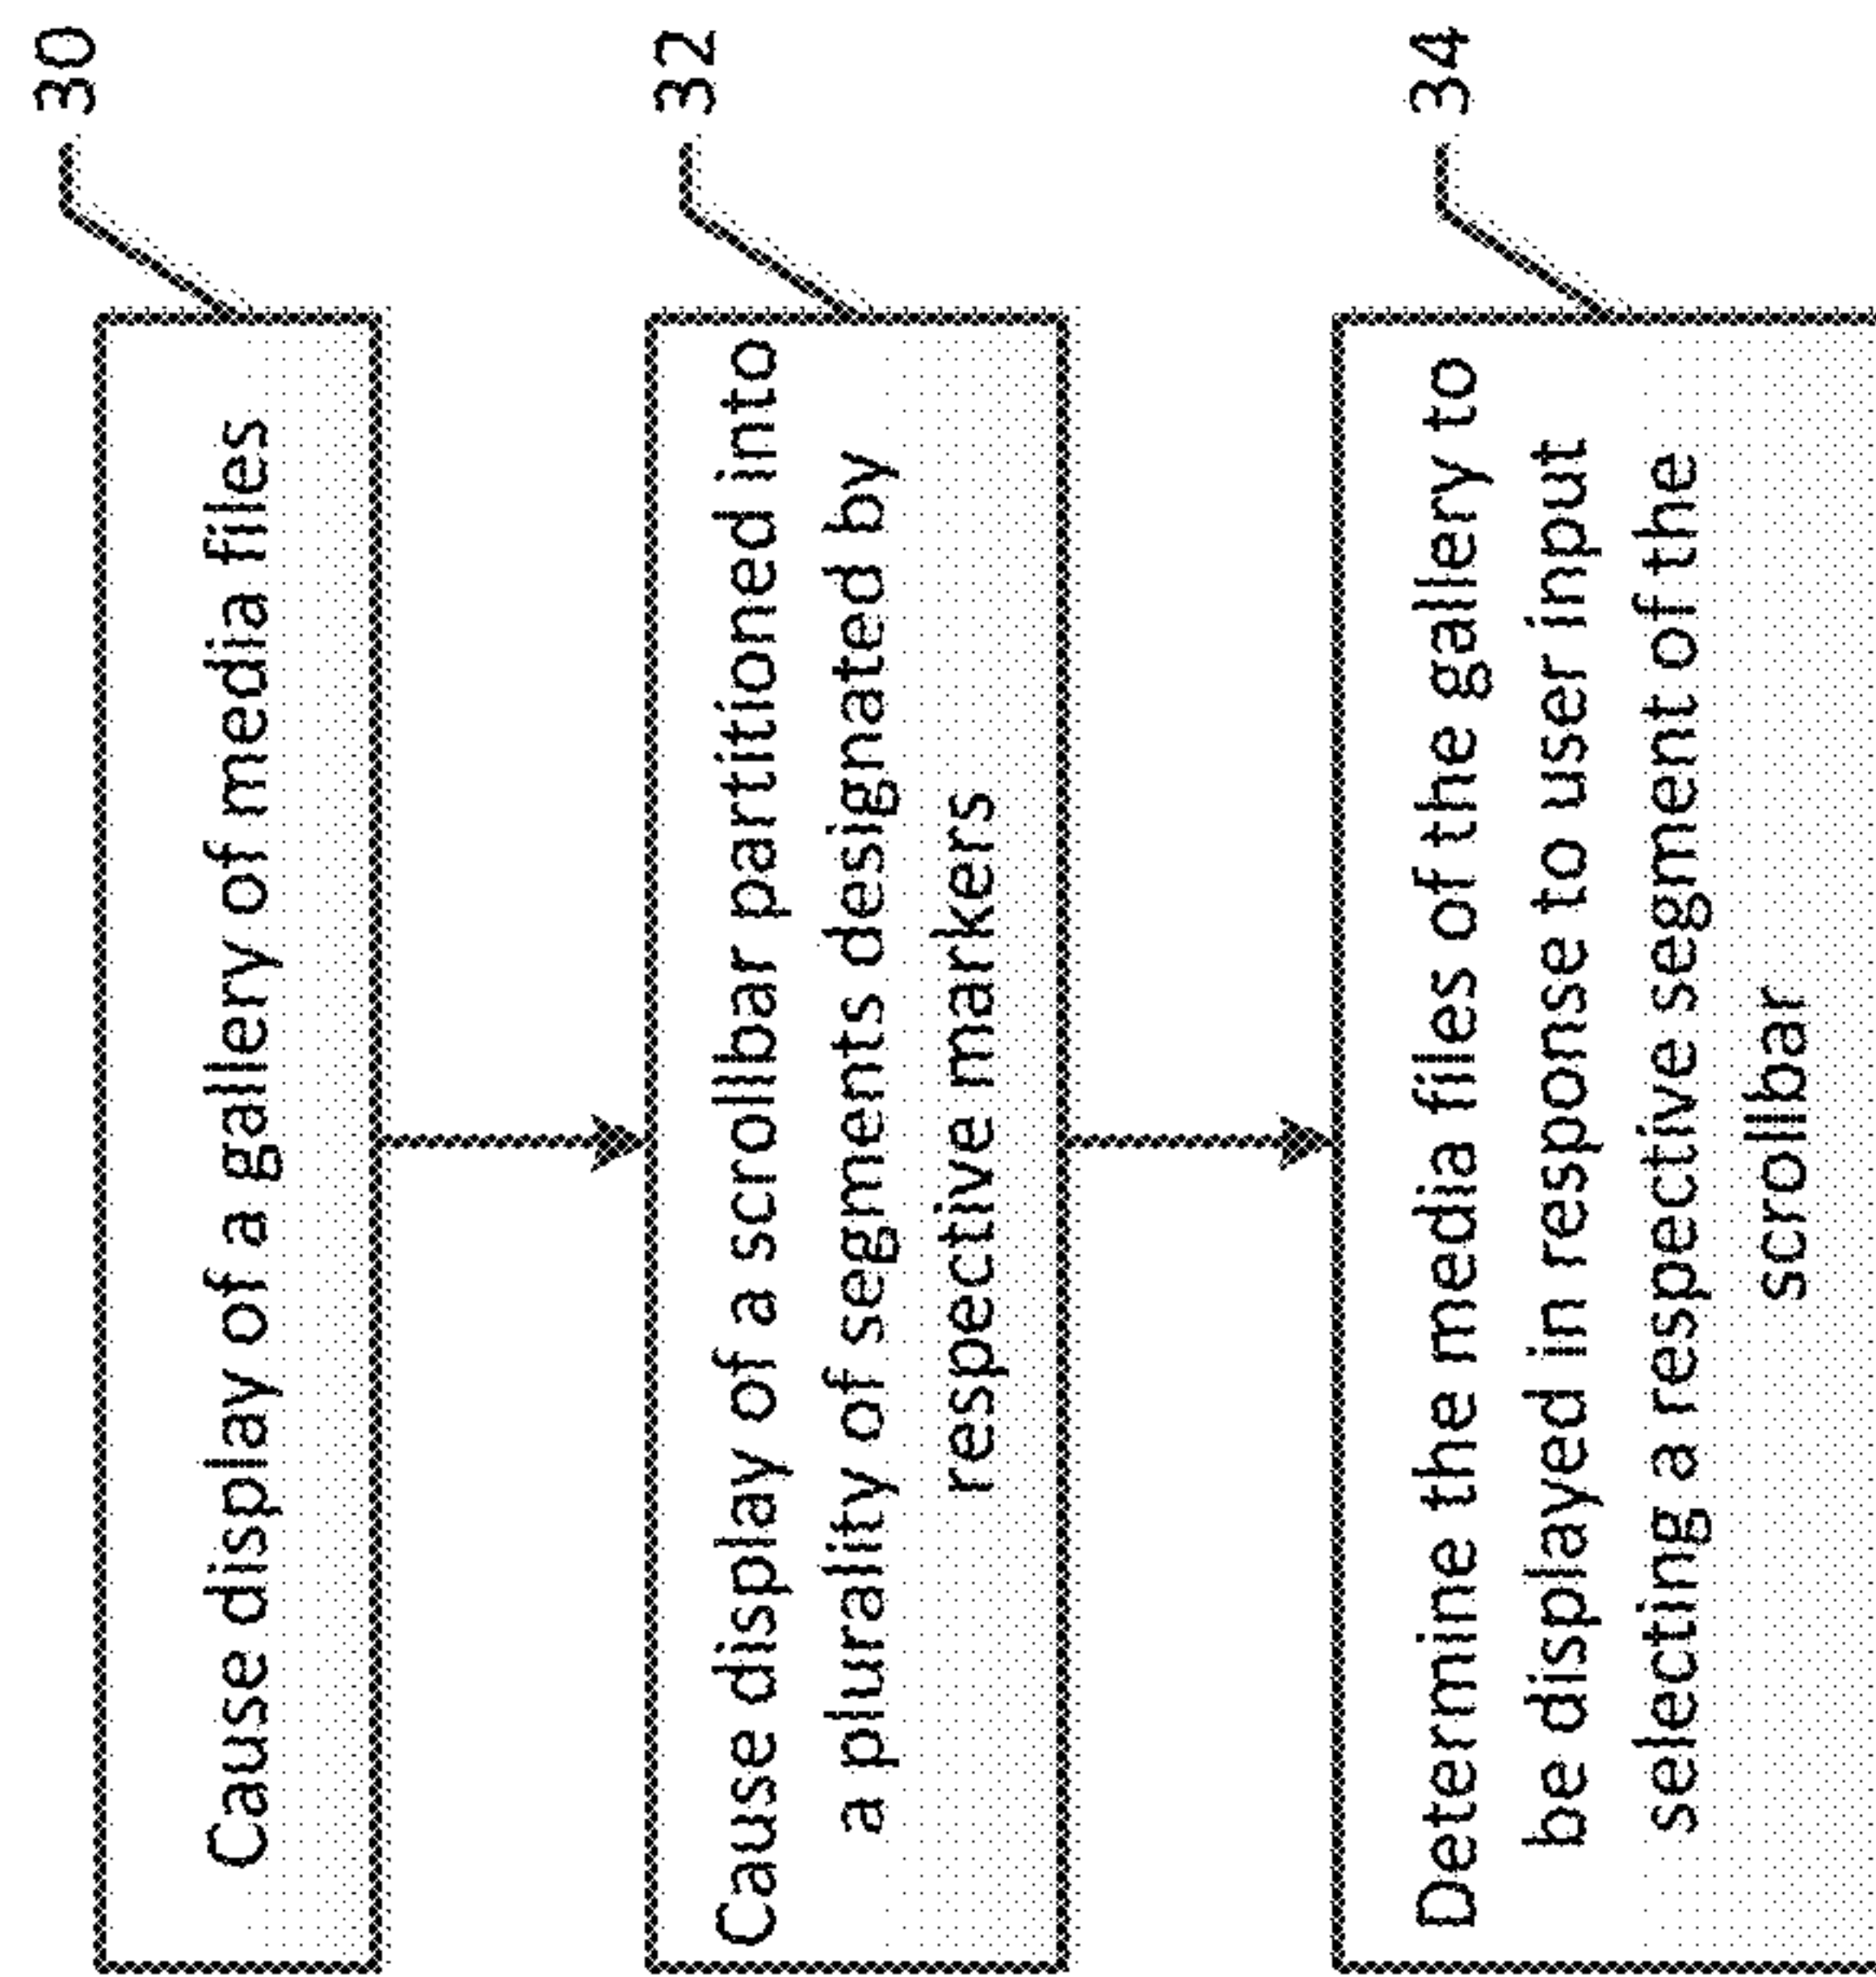 30
Cause display of a gallery of media files
32
Cause display of a scrollbar partitioned into
a plurality of segments designated by
respective markers
34
Determine the media files of the gallery to
be displayed in response to user input
selecting a respective segment of the
scrollbar